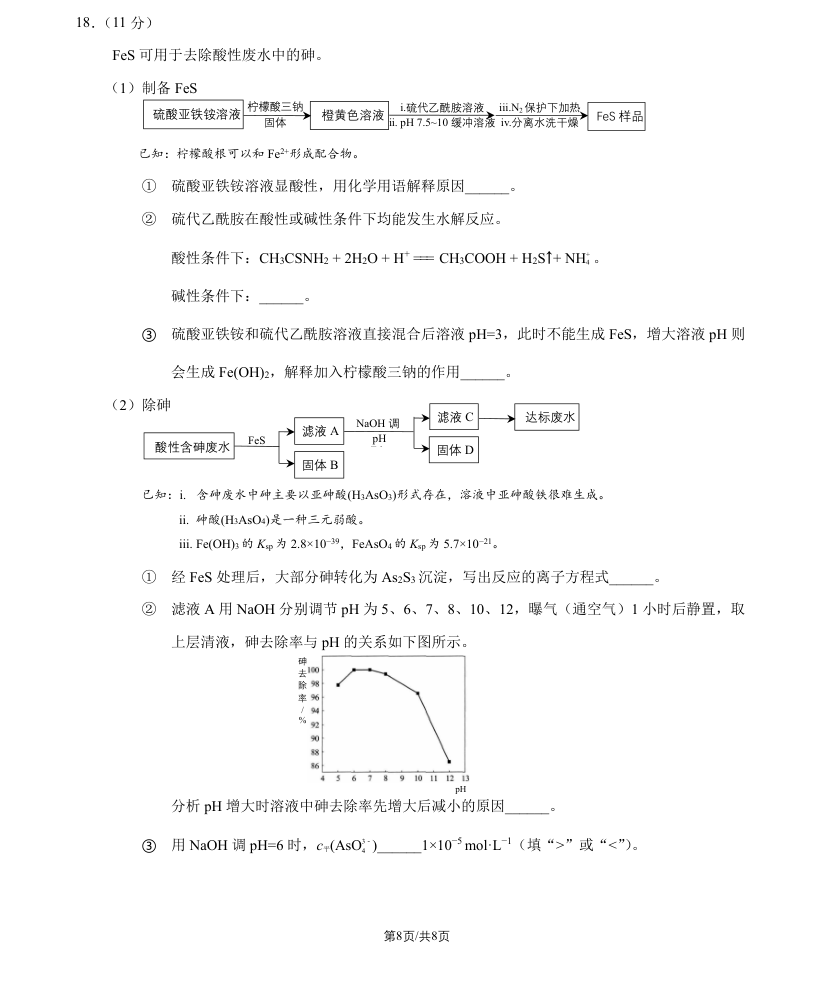 18.（11 分）
FeS 可用于去除酸性废水中的砷。
（1）制备 FeS
硫酸亚铁铵溶液 柠檬酸三钠 固体 橙黄色溶液 i.硫代乙酰胺溶液 ii. pH 7.5~10 缓冲溶液 iii.N₂ 保护下加热 iv.分离水洗干燥 FeS 样品
已知：柠檬酸根可以和 Fe²⁺形成配合物。
① 硫酸亚铁铵溶液显酸性，用化学用语解释原因______。
② 硫代乙酰胺在酸性或碱性条件下均能发生水解反应。
酸性条件下：CH₃CSNH₂ + 2H₂O + H⁺ == CH₃COOH + H₂S↑+ NH₄⁺ 。
碱性条件下：______。
③ 硫酸亚铁铵和硫代乙酰胺溶液直接混合后溶液 pH=3，此时不能生成 FeS，增大溶液 pH 则
会生成 Fe(OH)₂，解释加入柠檬酸三钠的作用______。
（2）除砷
酸性含砷废水 FeS 滤液 A 固体 B NaOH 调 pH 滤液 C 固体 D 达标废水
已知：i. 含砷废水中砷主要以亚砷酸(H₃AsO₃)形式存在，溶液中亚砷酸铁很难生成。
ii. 砷酸(H₃AsO₄)是一种三元弱酸。
iii. Fe(OH)₃ 的 Ksp 为 2.8×10⁻³⁹，FeAsO₄ 的 Ksp 为 5.7×10⁻²¹。
① 经 FeS 处理后，大部分砷转化为 As₂S₃ 沉淀，写出反应的离子方程式______。
② 滤液 A 用 NaOH 分别调节 pH 为 5、6、7、8、10、12，曝气（通空气）1 小时后静置，取
上层清液，砷去除率与 pH 的关系如下图所示。
砷去除率/%
100
98
96
94
92
90
88
86
4 5 6 7 8 9 10 11 12 13
pH
分析 pH 增大时溶液中砷去除率先增大后减小的原因______。
③ 用 NaOH 调 pH=6 时，c平(AsO₄³⁻)______1×10⁻⁵ mol·L⁻¹（填“>”或“<”）。
第8页/共8页